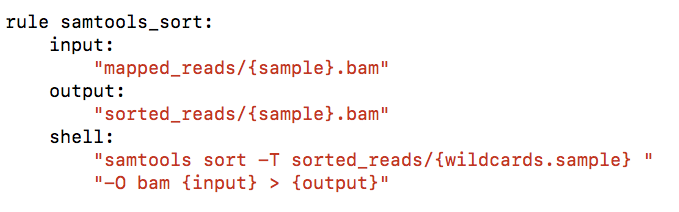 rule samtools_sort:
    input:
        "mapped_reads/{sample}.bam"
    output:
        "sorted_reads/{sample}.bam"
    shell:
        "samtools sort -T sorted_reads/{wildcards.sample} "
        "-O bam {input} > {output}"